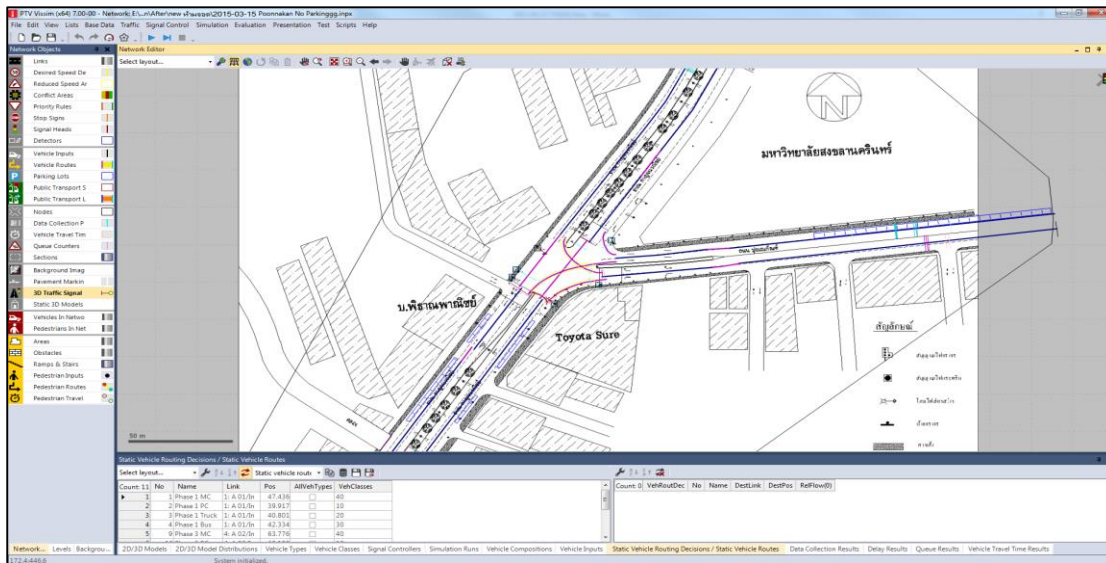 PTV Vissim (x64) 7.00-00 - Network: E:\...n\After\new
\2015-03-15 Poonnakan No Parkinggg.inpx
File Edit View Lists Base Data Traffic Signal Control Simulation Evaluation Presentation Test Scripts Help
Network Objects
Links
Desired Speed De
Reduced Speed Ar
Conflict Areas
Priority Rules
Stop Signs
Signal Heads
Detectors
Vehicle Inputs
Vehicle Routes
Parking Lots
Public Transport S
Public Transport L
Nodes
Data Collection P
Vehicle Travel Tim
Queue Counters
Sections
Background Imag
Pavement Markin
3D Traffic Signal
Static 3D Models
Vehicles In Netwo
Pedestrians In Net
Areas
Obstacles
Ramps & Stairs
Pedestrian Inputs
Pedestrian Routes
Pedestrian Travel
Network... Levels Backgrou...
Network Editor
Select layout...
N
มหาวิทยาลัยสงขลานครินทร์
บ.พิธานพาณิชย์
Toyota Sure
สัญลักษณ์
50 m
Static Vehicle Routing Decisions / Static Vehicle Routes
Select layout...
Static vehicle route
Count: 11 No Name Link Pos AllVehTypes VehClasses
1 1 Phase 1 MC 1: A 01/In 47.436 40
2 2 Phase 1 PC 1: A 01/In 39.917 10
3 3 Phase 1 Truck 1: A 01/In 40.801 20
4 4 Phase 1 Bus 1: A 01/In 42.334 30
5 9 Phase 3 MC 4: A 02/In 63.776 40
Count: 0 VehRoutDec No Name DestLink DestPos RelFlow(0)
2D/3D Models 2D/3D Model Distributions Vehicle Types Vehicle Classes Signal Controllers Simulation Runs Vehicle Compositions Vehicle Inputs Static Vehicle Routing Decisions / Static Vehicle Routes Data Collection Results Delay Results Queue Results Vehicle Travel Time Results
172.4:446.6
System initialized.